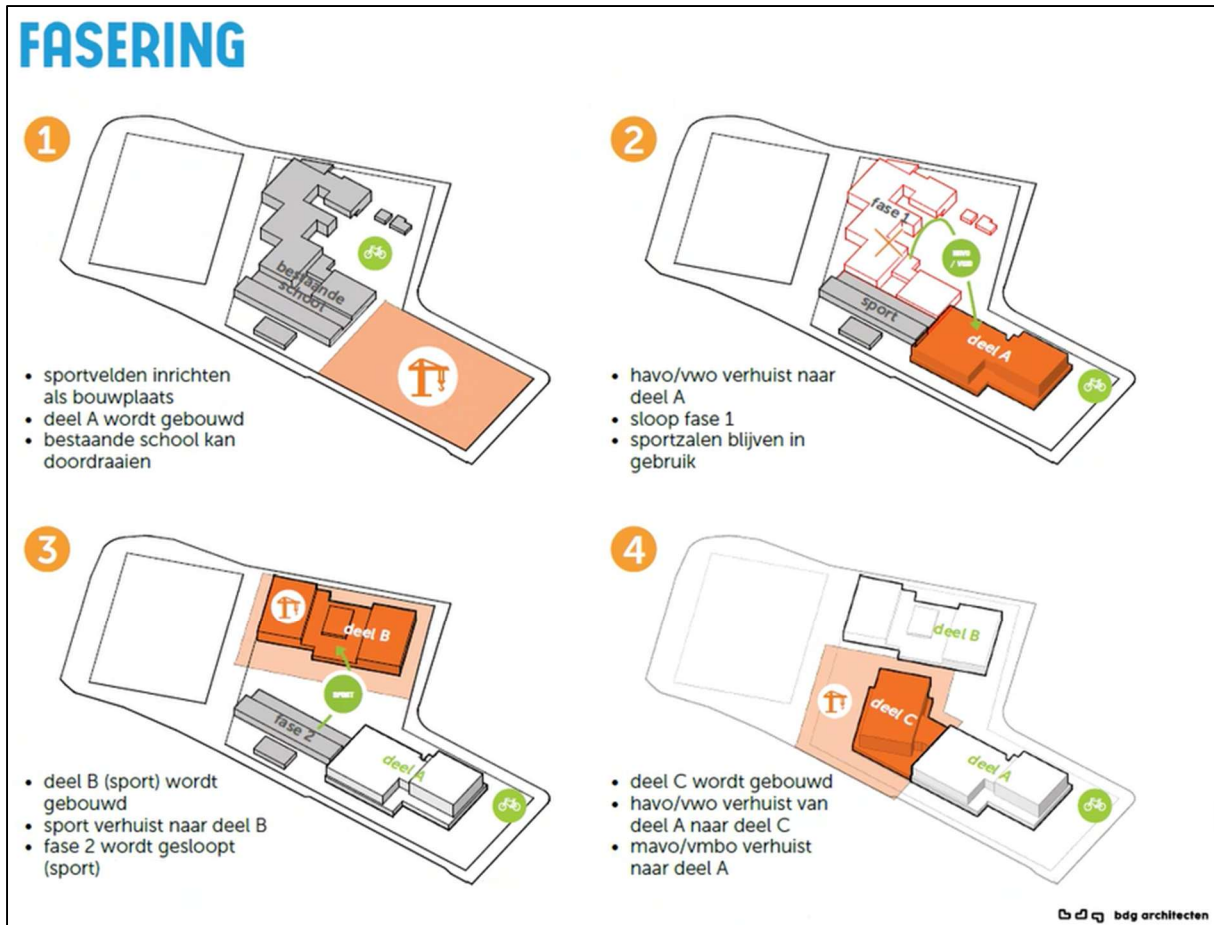 FASERING
1
bestaande
school
• sportvelden inrichten
als bouwplaats
• deel A wordt gebouwd
• bestaande school kan
doordraaien
2
fase 1
HAVO
/ VWO
sport
deel A
• havo/vwo verhuist naar
deel A
• sloop fase 1
• sportzalen blijven in
gebruik
3
deel B
SPORT
fase 2
deel A
• deel B (sport) wordt
gebouwd
• sport verhuist naar deel B
• fase 2 wordt gesloopt
(sport)
4
deel B
deel C
deel A
• deel C wordt gebouwd
• havo/vwo verhuist van
deel A naar deel C
• mavo/vmbo verhuist
naar deel A
bdg architecten